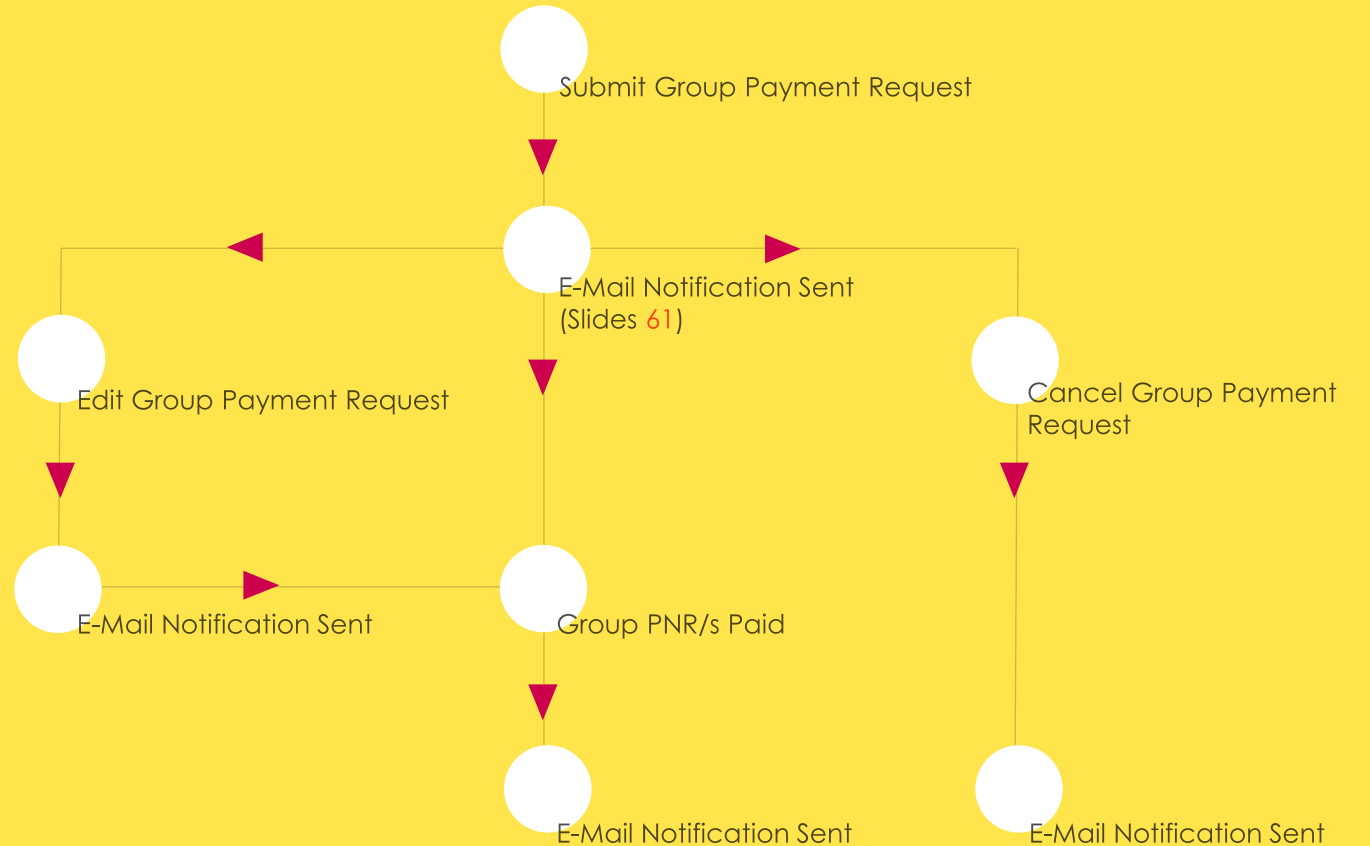 Submit Group Payment Request
E-Mail Notification Sent
(Slides 61)
Edit Group Payment Request
Cancel Group Payment
Request
E-Mail Notification Sent
Group PNR/s Paid
E-Mail Notification Sent
E-Mail Notification Sent